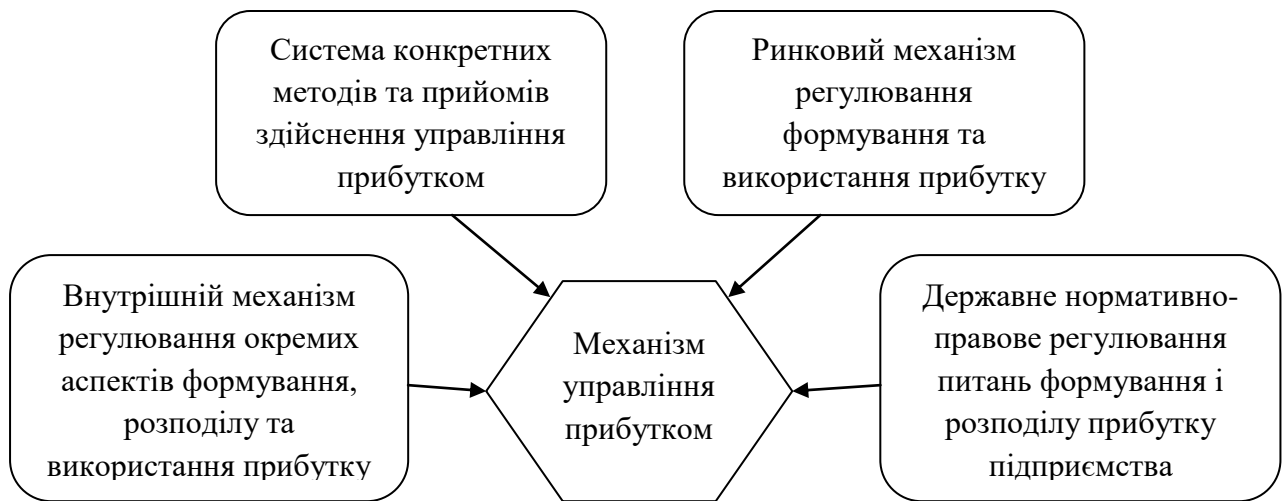 Система конкретних
методів та прийомів
здійснення управління
прибутком
Ринковий механізм
регулювання
формування та
використання прибутку
Внутрішній механізм
регулювання окремих
аспектів формування,
розподілу та
використання прибутку
Механізм
управління
прибутком
Державне нормативно-
правове регулювання
питань формування і
розподілу прибутку
підприємства